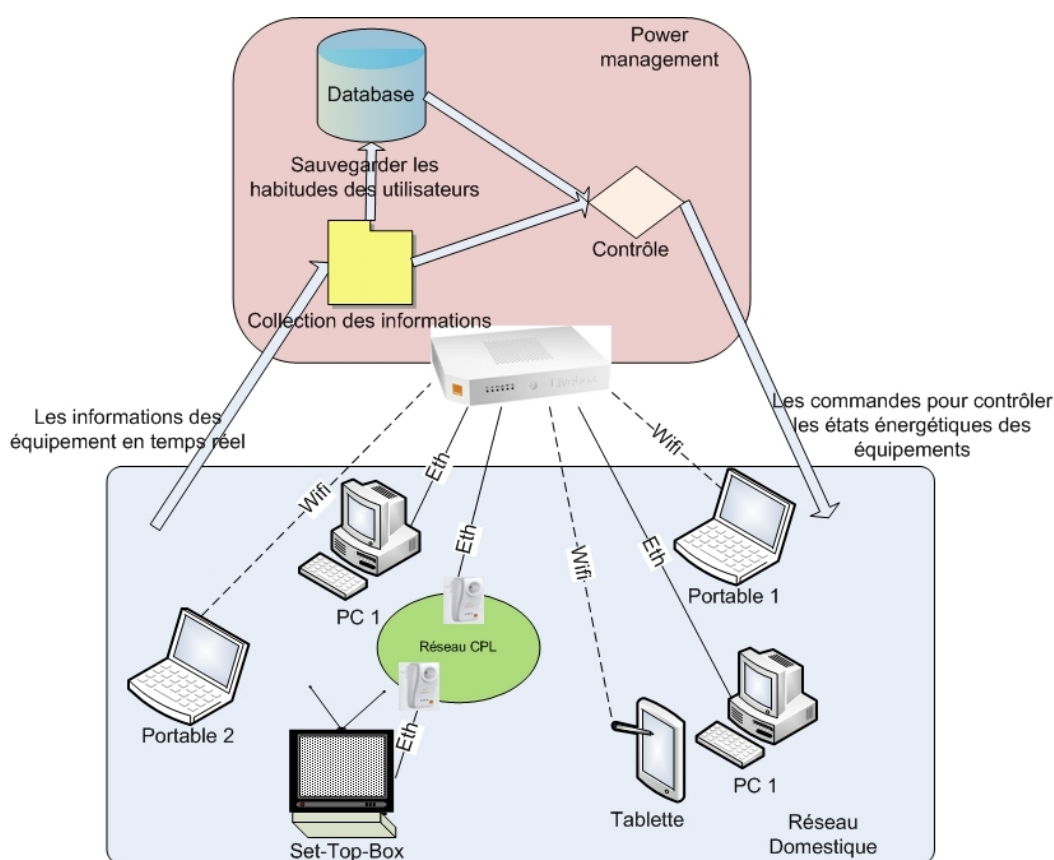 Power
management
Database
Sauvegarder les
habitudes des utilisateurs
Contrôle
Collection des informations
Livebox
Les informations des
équipement en temps réel
Les commandes pour contrôler
les états énergétiques des
équipements
Wifi
Eth
Eth
Wifi
Eth
Wifi
Portable 1
PC 1
Réseau CPL
Portable 2
Eth
PC 1
Tablette
Réseau
Domestique
Set-Top-Box